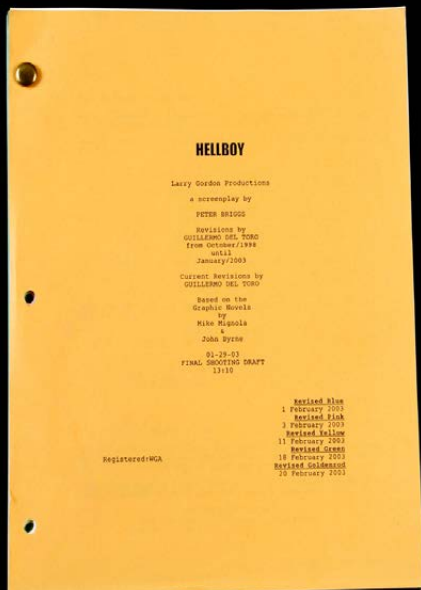 HELLBOY
Larry Gordon Productions
a screenplay by
PETER BRIGGS
Revisions by
GUILLERMO DEL TORO
from October/1998
until
January/2003
Current Revisions by
GUILLERMO DEL TORO
Based on the
Graphic Novels
by
Mike Mignola
&
John Byrne
01-29-03
FINAL SHOOTING DRAFT
13:10
Revised Blue
1 February 2003
Revised Pink
3 February 2003
Revised Yellow
11 February 2003
Revised Green
18 February 2003
Revised Goldenrod
20 February 2003
Registered:WGA